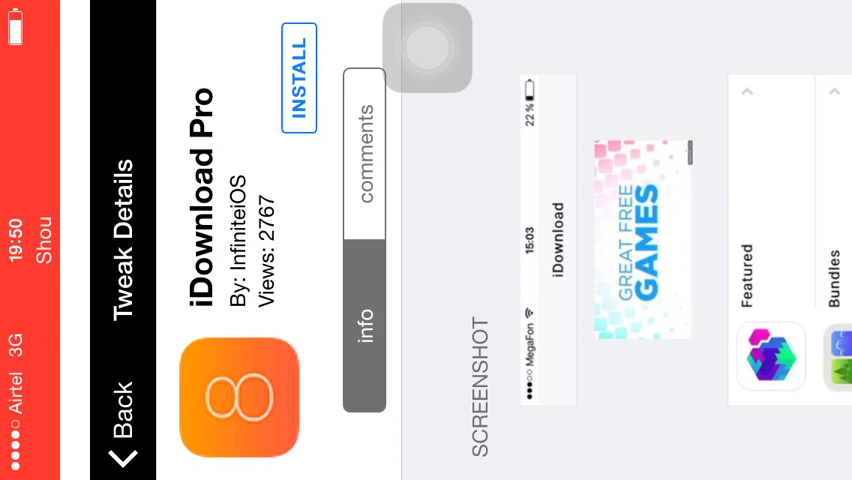 Airtel 3G 19:50
Shou
Back Tweak Details
iDownload Pro
By: InfiniteiOS
Views: 2767
INSTALL
info comments
8
SCREENSHOT
MegaFon 15:03 22 %
iDownload
GREAT FREE
GAMES
Featured
Bundles